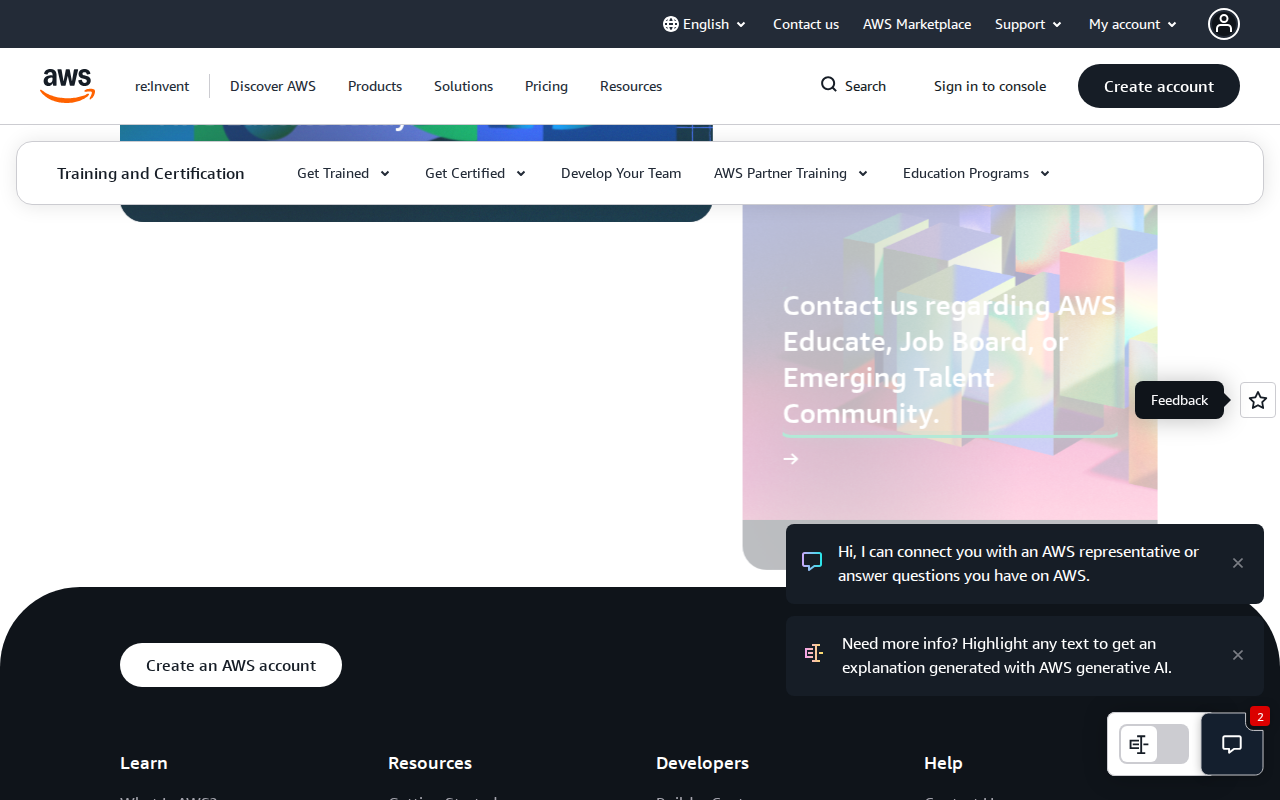 English
Contact us
AWS Marketplace
Support
My account
aws
re:Invent
Discover AWS
Products
Solutions
Pricing
Resources
Search
Sign in to console
Create account
Training and Certification
Get Trained
Get Certified
Develop Your Team
AWS Partner Training
Education Programs
Contact us regarding AWS
Educate, Job Board, or
Emerging Talent
Community.
Feedback
Hi, I can connect you with an AWS representative or
answer questions you have on AWS.
Need more info? Highlight any text to get an
explanation generated with AWS generative AI.
2
Create an AWS account
Learn
Resources
Developers
Help